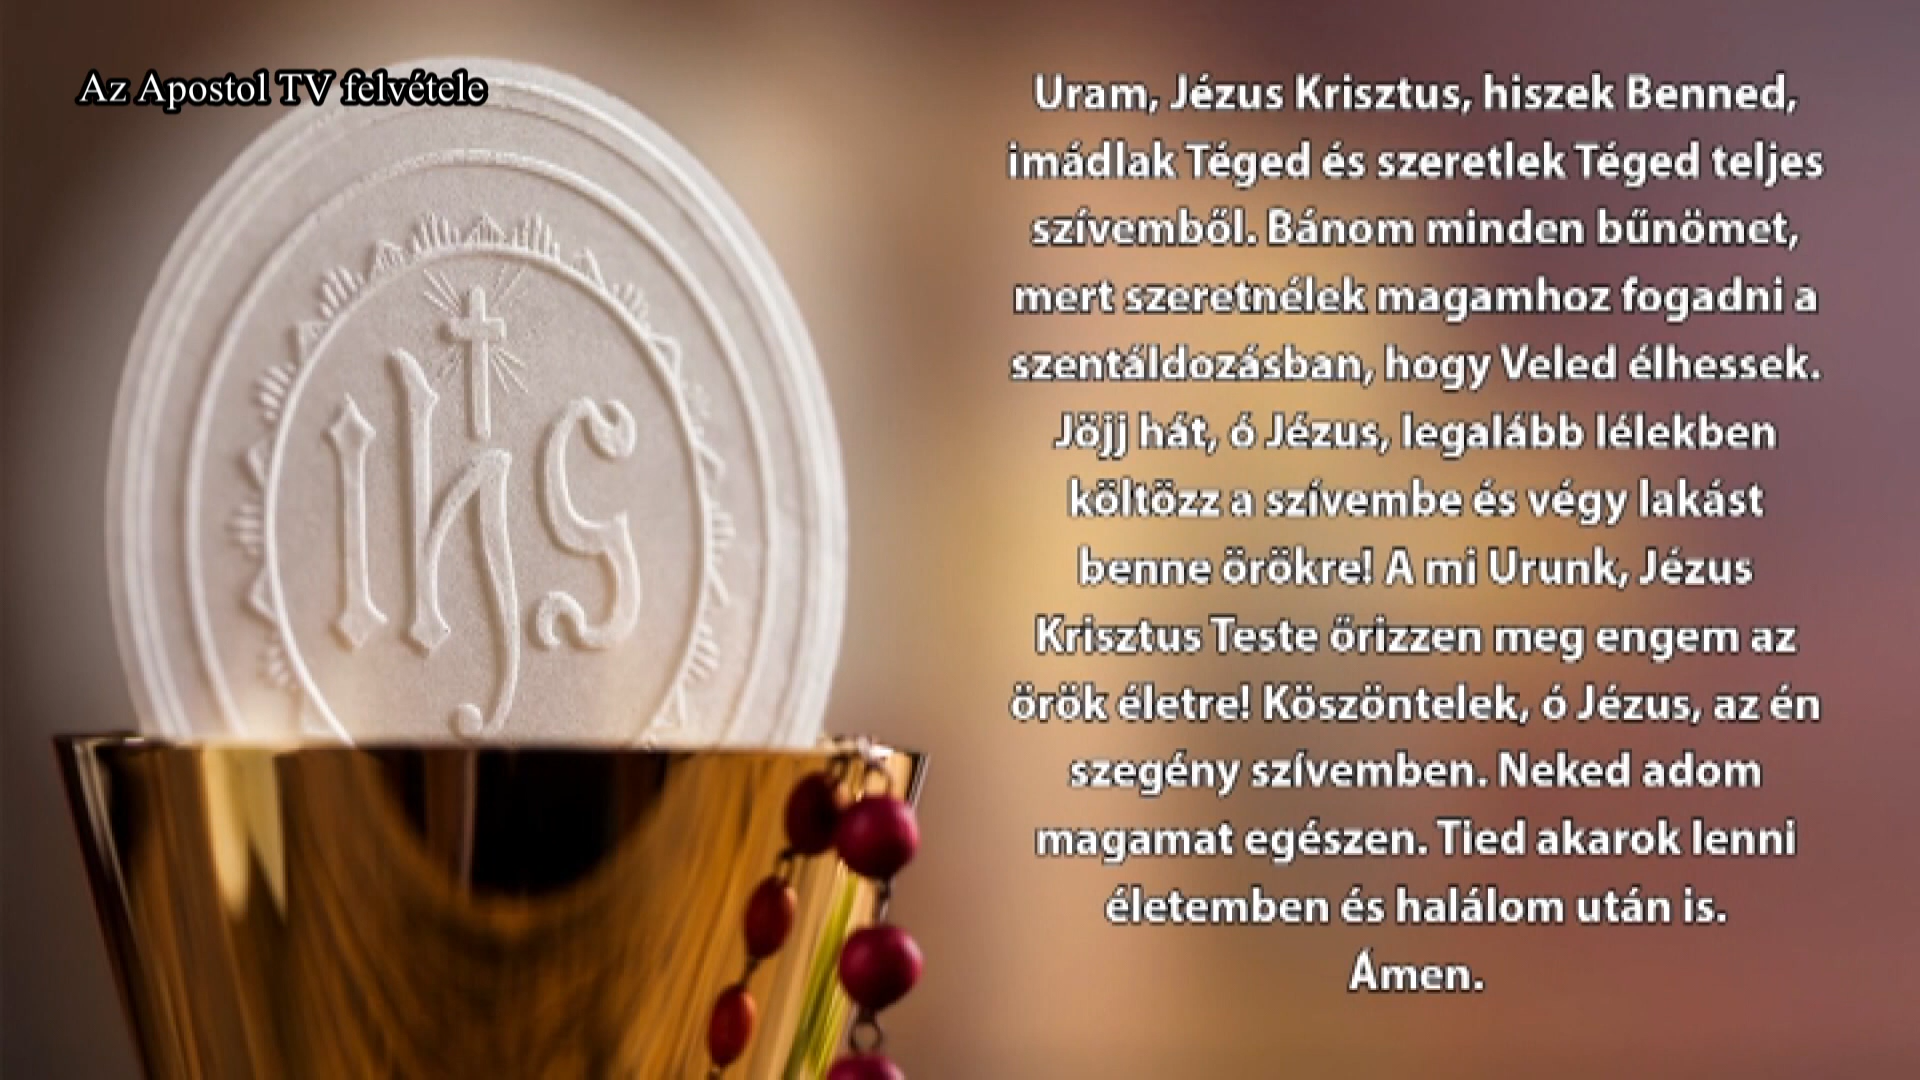 Az Apostol TV felvétele
Uram, Jézus Krisztus, hiszek Benned,
imádlak Téged és szeretlek Téged teljes
szívemből. Bánom minden bűnömet,
mert szeretnélek magamhoz fogadni a
szentáldozásban, hogy Veled élhessek.
Jöjj hát, ó Jézus, legalább lélekben
költözz a szívembe és végy lakást
benne örökre! A mi Urunk, Jézus
Krisztus Teste őrizzen meg engem az
örök életre! Köszöntelek, ó Jézus, az én
szegény szívemben. Neked adom
magamat egészen. Tied akarok lenni
életemben és halálom után is.
Ámen.
ihs